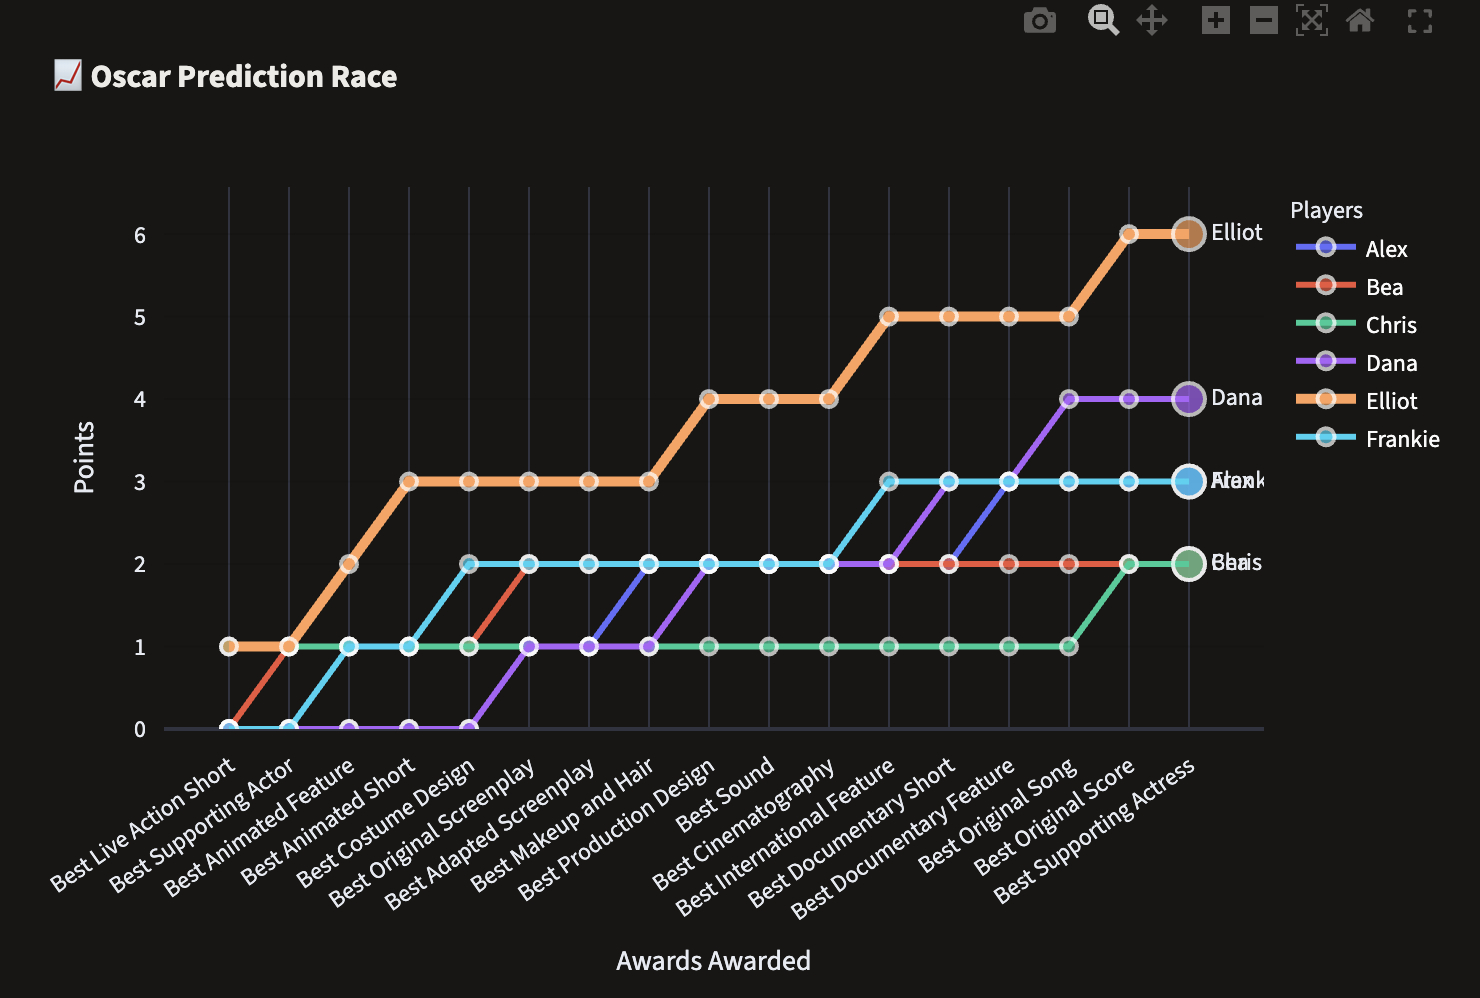 Oscar Prediction Race
Players
Alex
Bea
Chris
Dana
Elliot
Frankie
Points
6
5
4
3
2
1
0
Elliot
Dana
Best Live Action Short
Best Supporting Actor
Best Animated Feature
Best Animated Short
Best Costume Design
Best Original Screenplay
Best Adapted Screenplay
Best Makeup and Hair
Best Production Design
Best Sound
Best Cinematography
Best International Feature
Best Documentary Short
Best Documentary Feature
Best Original Song
Best Original Score
Best Supporting Actress
Awards Awarded